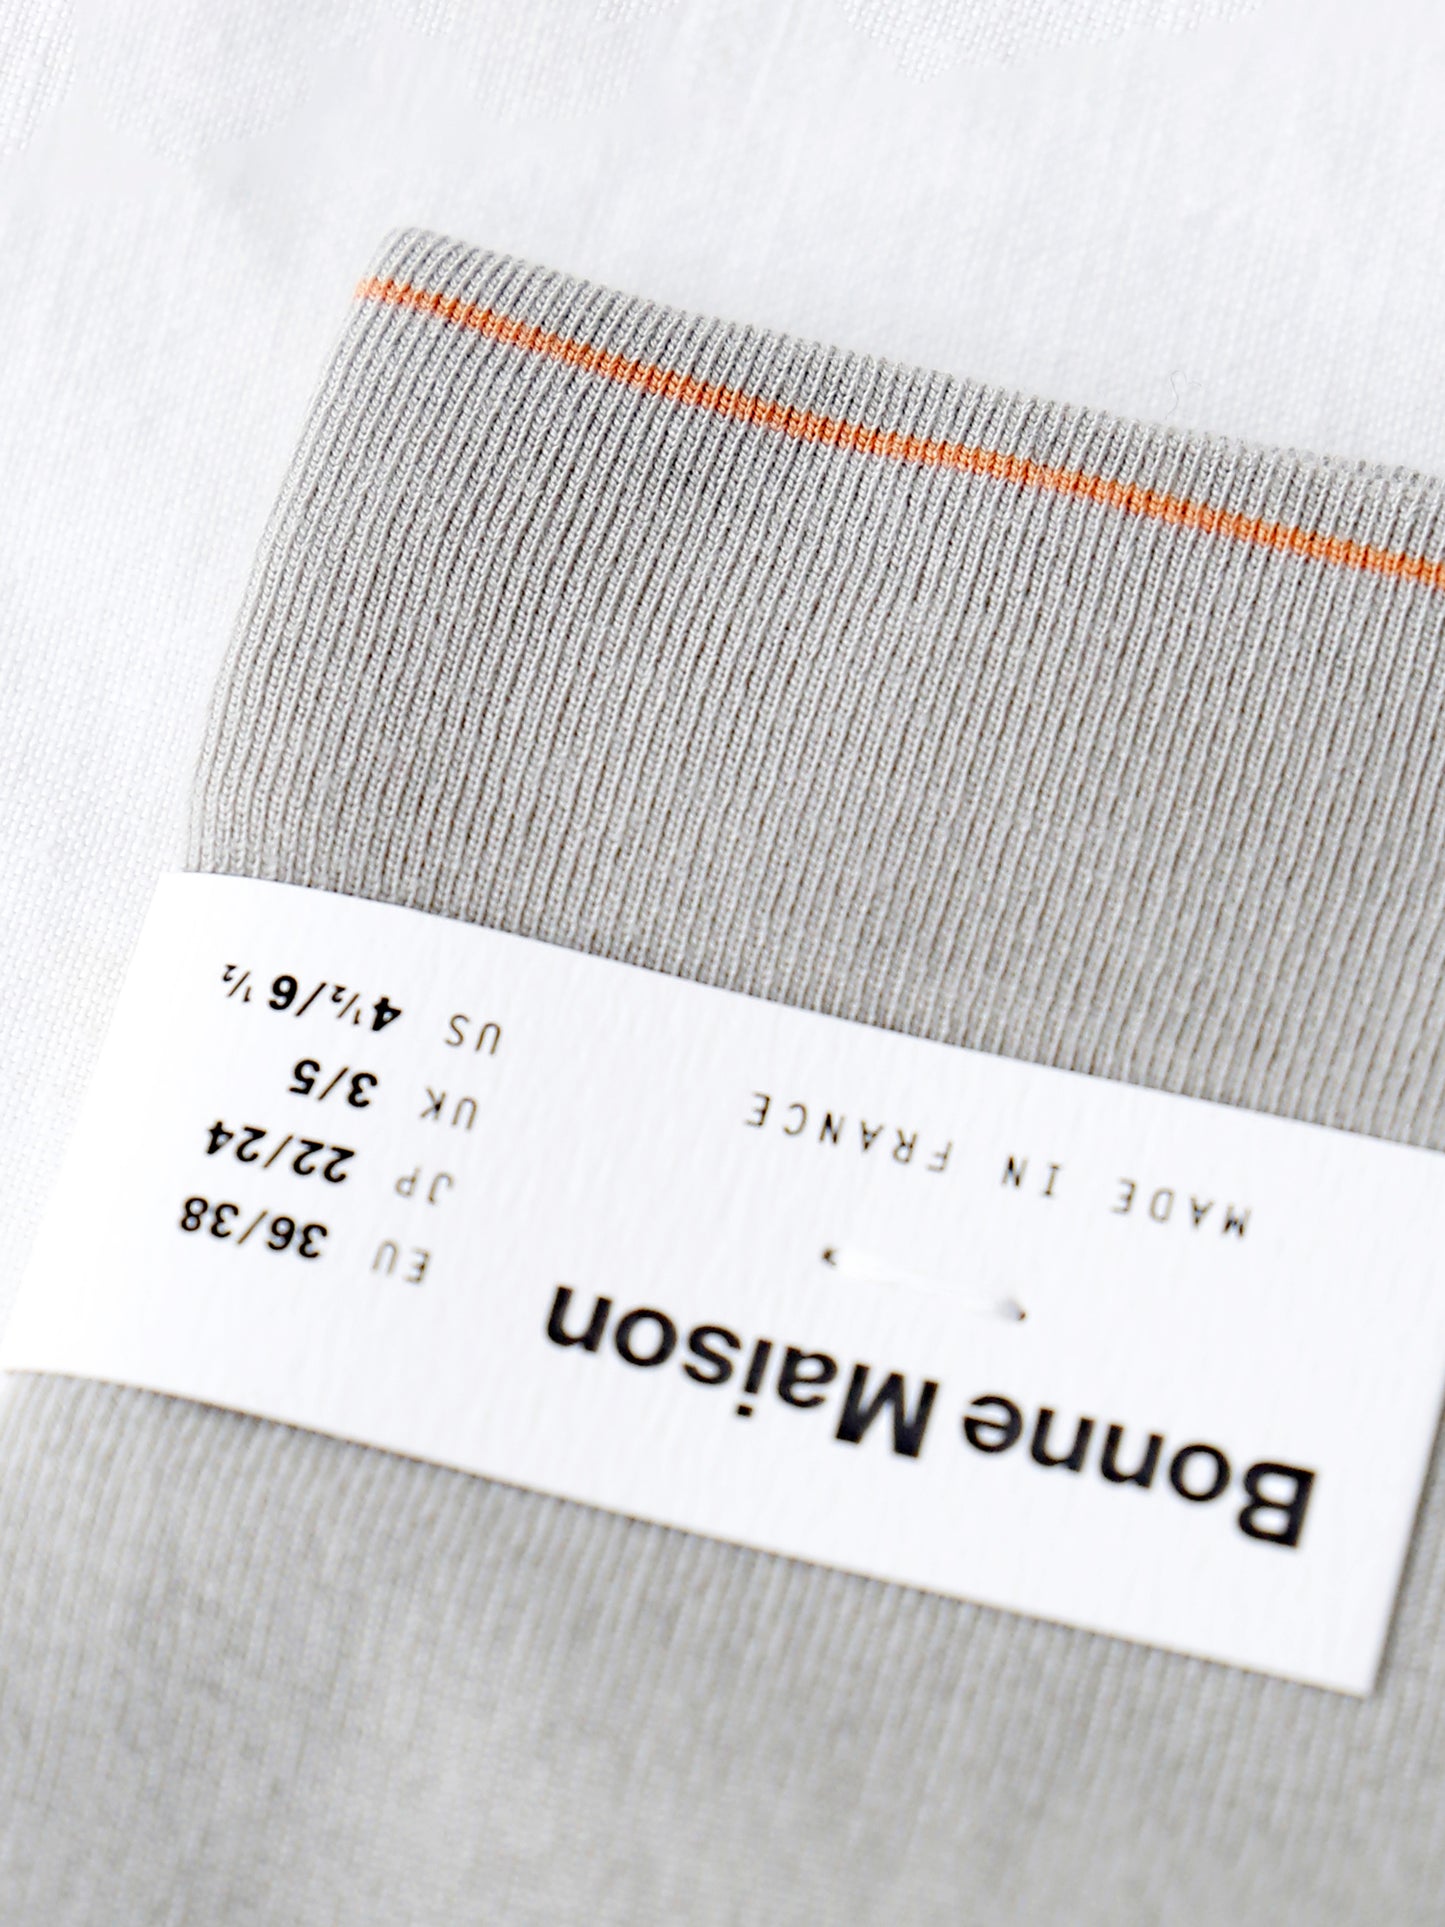 Bonne Maison
MADE IN FRANCE
EU 36/38
JP 22/24
UK 3/5
US 4½/6½